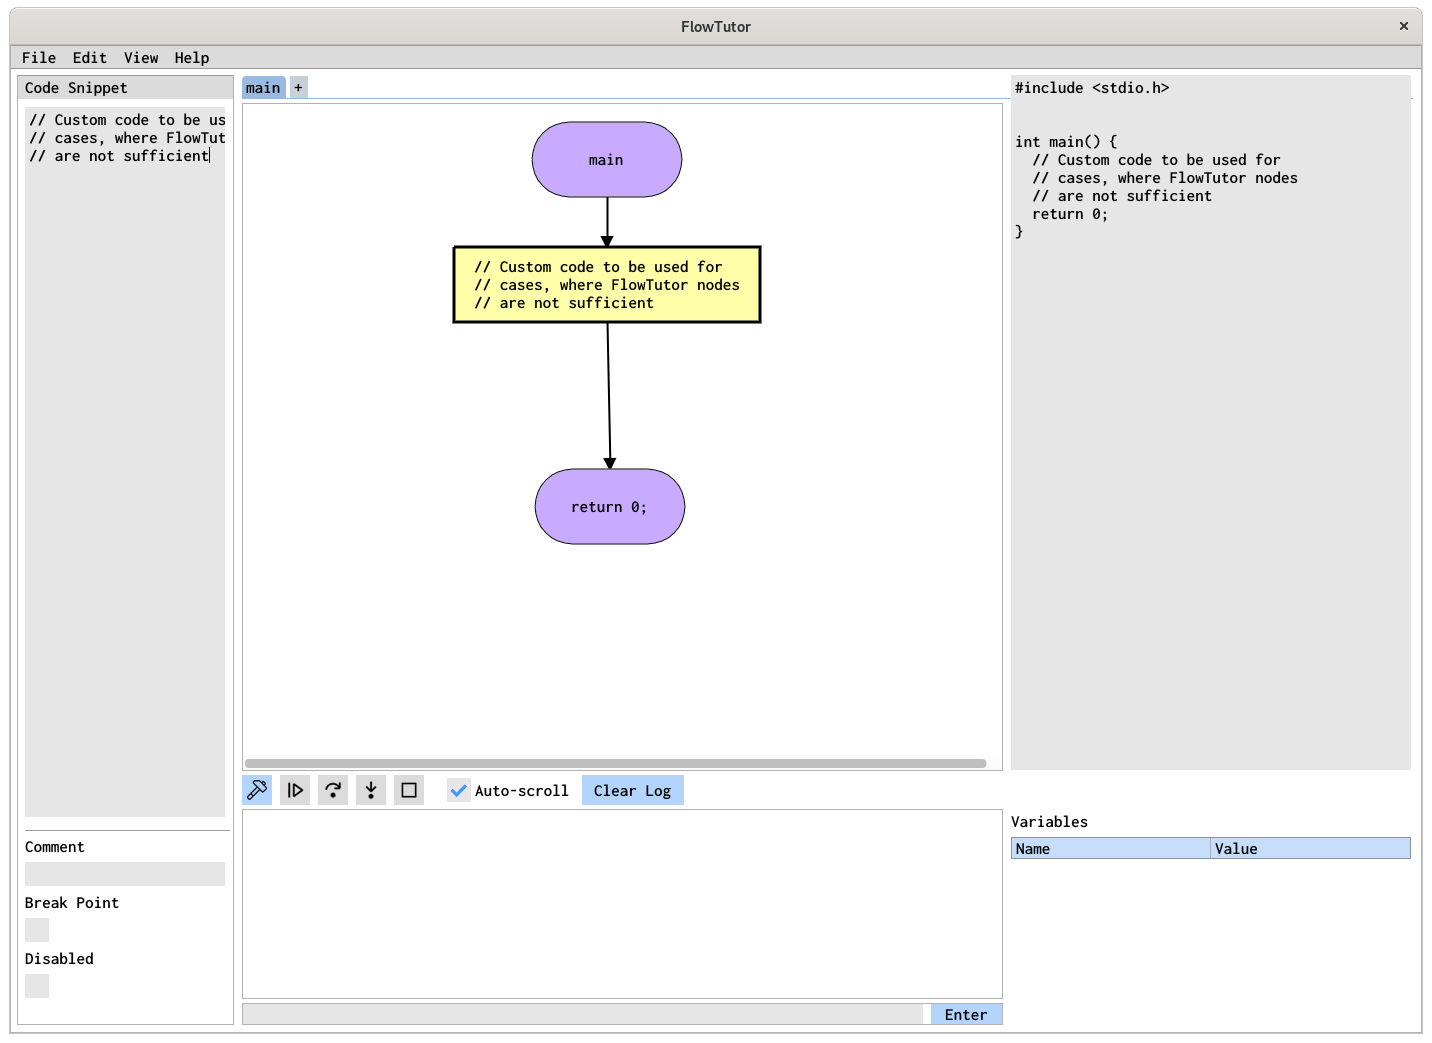 FlowTutor
File Edit View Help
Code Snippet
// Custom code to be us
// cases, where FlowTut
// are not sufficient
Comment
Break Point
Disabled
main +
main
// Custom code to be used for
// cases, where FlowTutor nodes
// are not sufficient
return 0;
Auto-scroll
Clear Log
Enter
#include <stdio.h>
int main() {
  // Custom code to be used for
  // cases, where FlowTutor nodes
  // are not sufficient
  return 0;
}
Variables
Name Value